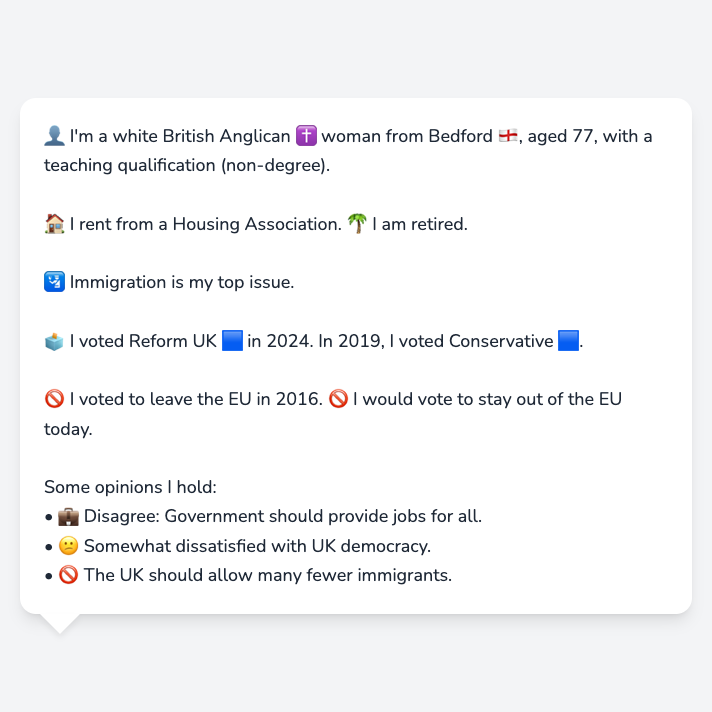 👤 I'm a white British Anglican ✝️ woman from Bedford 🏴󠁧󠁢󠁥󠁮󠁧󠁿, aged 77, with a
teaching qualification (non-degree).
🏠 I rent from a Housing Association. 🌴 I am retired.
🛂 Immigration is my top issue.
🗳️ I voted Reform UK 🟦 in 2024. In 2019, I voted Conservative 🟦.
🚫 I voted to leave the EU in 2016. 🚫 I would vote to stay out of the EU
today.
Some opinions I hold:
• 💼 Disagree: Government should provide jobs for all.
• 😕 Somewhat dissatisfied with UK democracy.
• 🚫 The UK should allow many fewer immigrants.